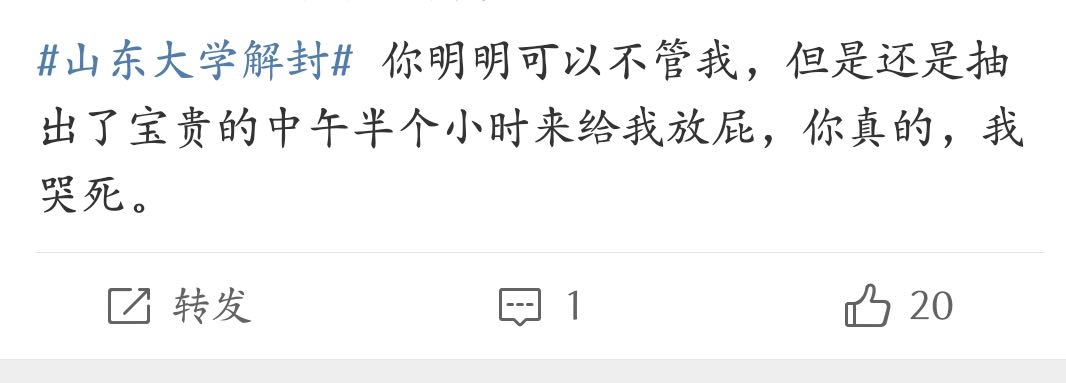 #山东大学解封# 你明明可以不管我，但是还是抽
出了宝贵的中午半个小时来给我放屁，你真的，我
哭死。
转发 1 20